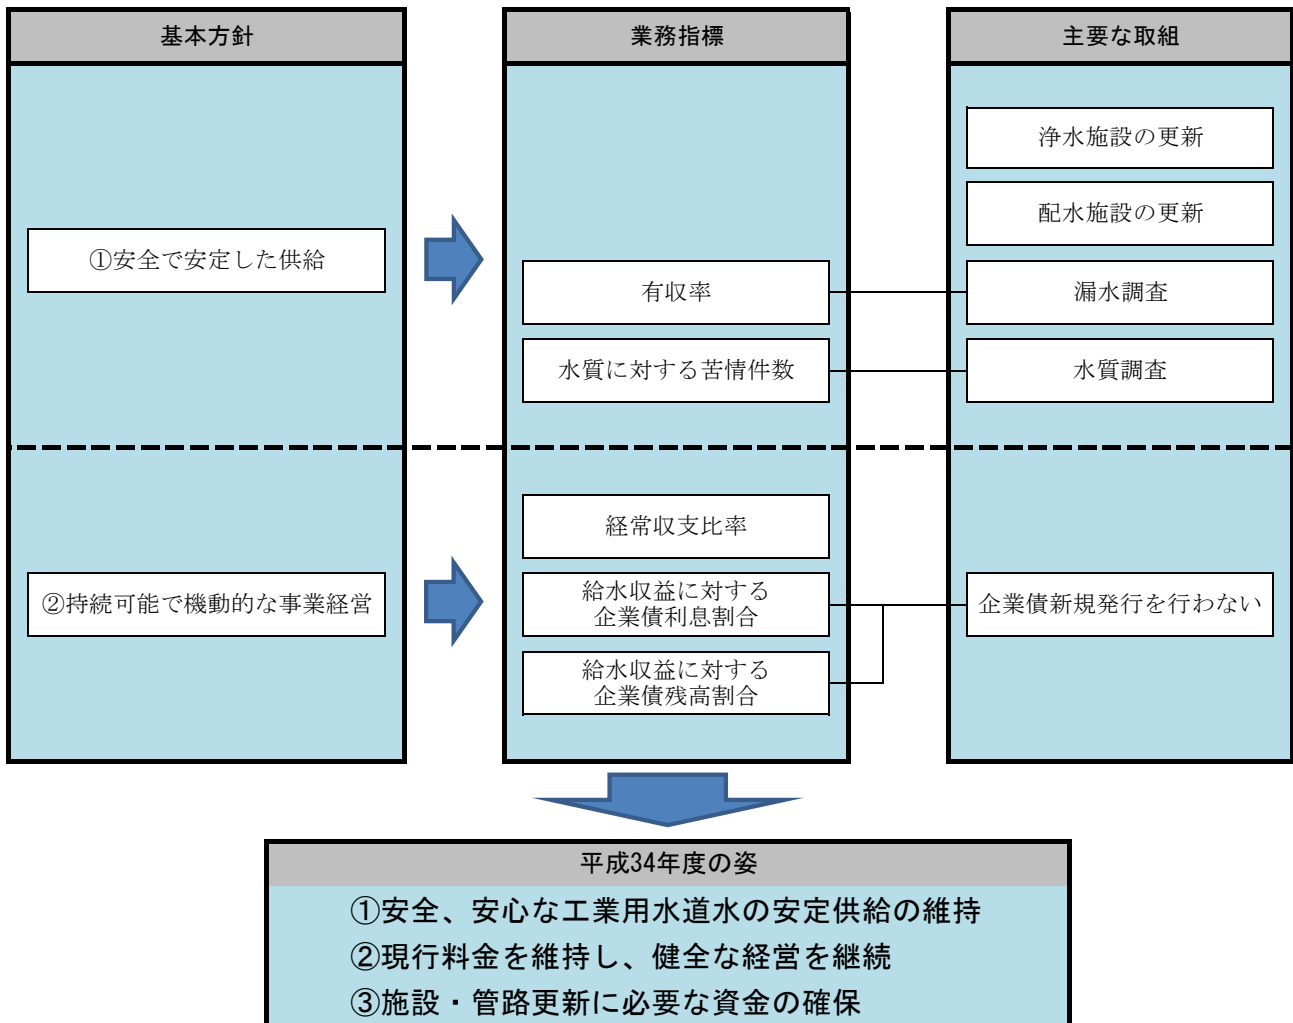 基本方針
業務指標
主要な取組
①安全で安定した供給
有収率
水質に対する苦情件数
浄水施設の更新
配水施設の更新
漏水調査
水質調査
②持続可能で機動的な事業経営
経常収支比率
給水収益に対する
企業債利息割合
給水収益に対する
企業債残高割合
企業債新規発行を行わない
平成34年度の姿
①安全、安心な工業用水道水の安定供給の維持
②現行料金を維持し、健全な経営を継続
③施設・管路更新に必要な資金の確保